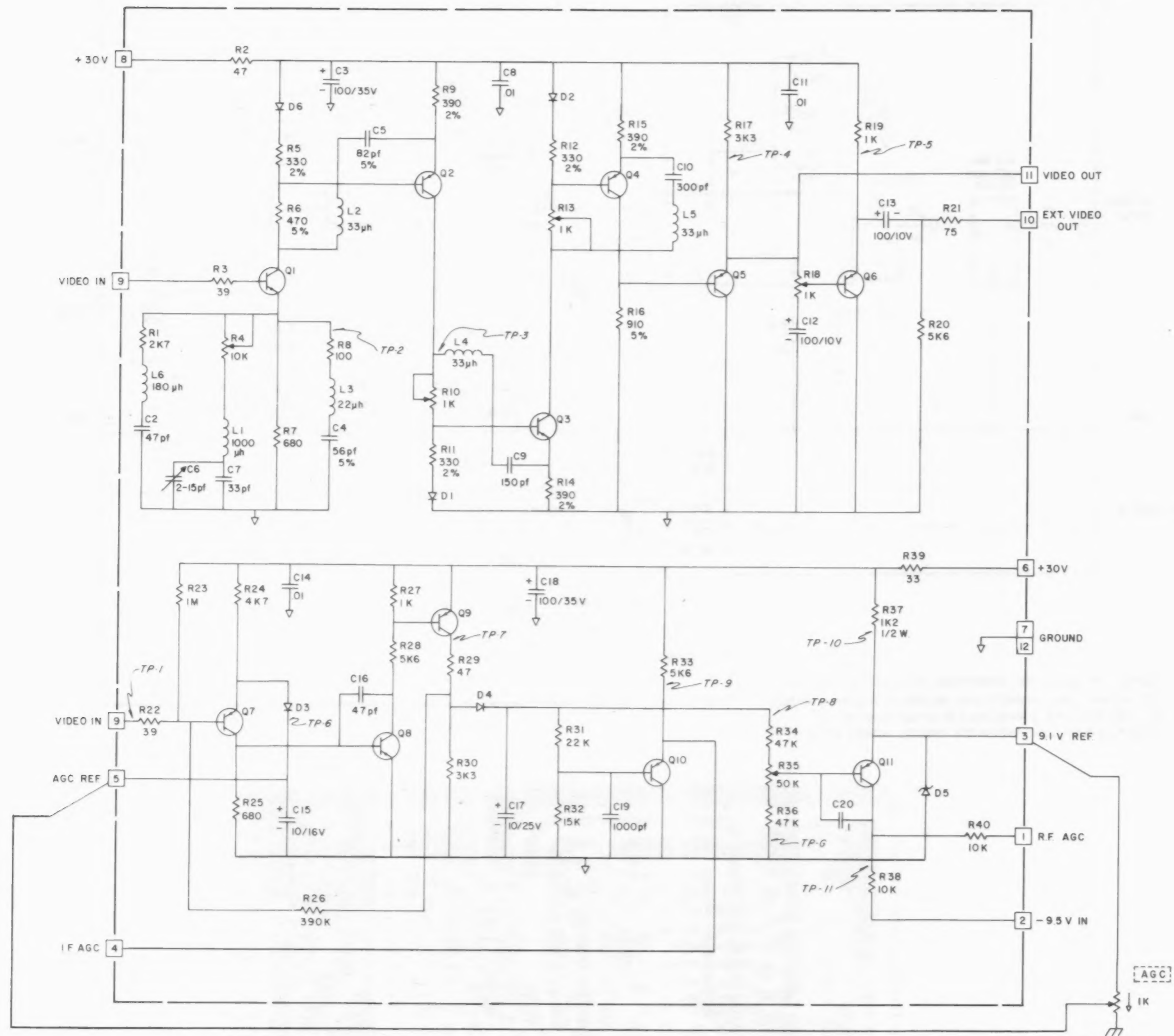 +30V
8
R2
47
+
-
C3
100/35V
D6
R5
330
2%
R6
470
5%
C5
82pf
5%
L2
33μh
R9
390
2%
Q2
C8
.01
D2
R12
330
2%
R13
1K
R15
390
2%
Q4
C10
300pf
L5
33μh
R17
3K3
TP-4
C11
.01
R19
1K
TP-5
11
VIDEO OUT
C13
+ -
100/10V
R21
75
10
EXT. VIDEO
OUT
VIDEO IN
9
R3
39
Q1
Q5
R18
1K
Q6
R16
910
5%
+
-
C12
100/10V
R20
5K6
R1
2K7
R4
10K
R8
100
TP-2
TP-3
L4
33μh
R10
1K
Q3
L6
180μh
L3
22μh
C2
47pf
L1
1000
μh
R7
680
C4
56pf
5%
R11
330
2%
C9
150pf
R14
390
2%
C6
2-15pf
C7
33pf
D1
R39
33
6
+30V
R23
1M
R24
4K7
C14
.01
R27
1K
Q9
+
-
C18
100/35V
R37
1K2
1/2W
TP-10
7
12
GROUND
R28
5K6
TP-7
R29
47
R33
5K6
TP-9
TP-1
C16
47pf
D4
TP-8
VIDEO IN
9
R22
39
Q7
D3
TP-6
Q8
R31
22K
R34
47K
3
9.1V REF
AGC REF
5
R30
3K3
Q10
R35
50K
Q11
D5
R25
680
+
-
C15
10/16V
+
-
C17
10/25V
R32
15K
C19
1000pf
R36
47K
C20
.1
TP-G
R40
10K
1
R.F. AGC
R26
390K
TP-11
R38
10K
2
-9.5V IN
I.F AGC
4
AGC
1K